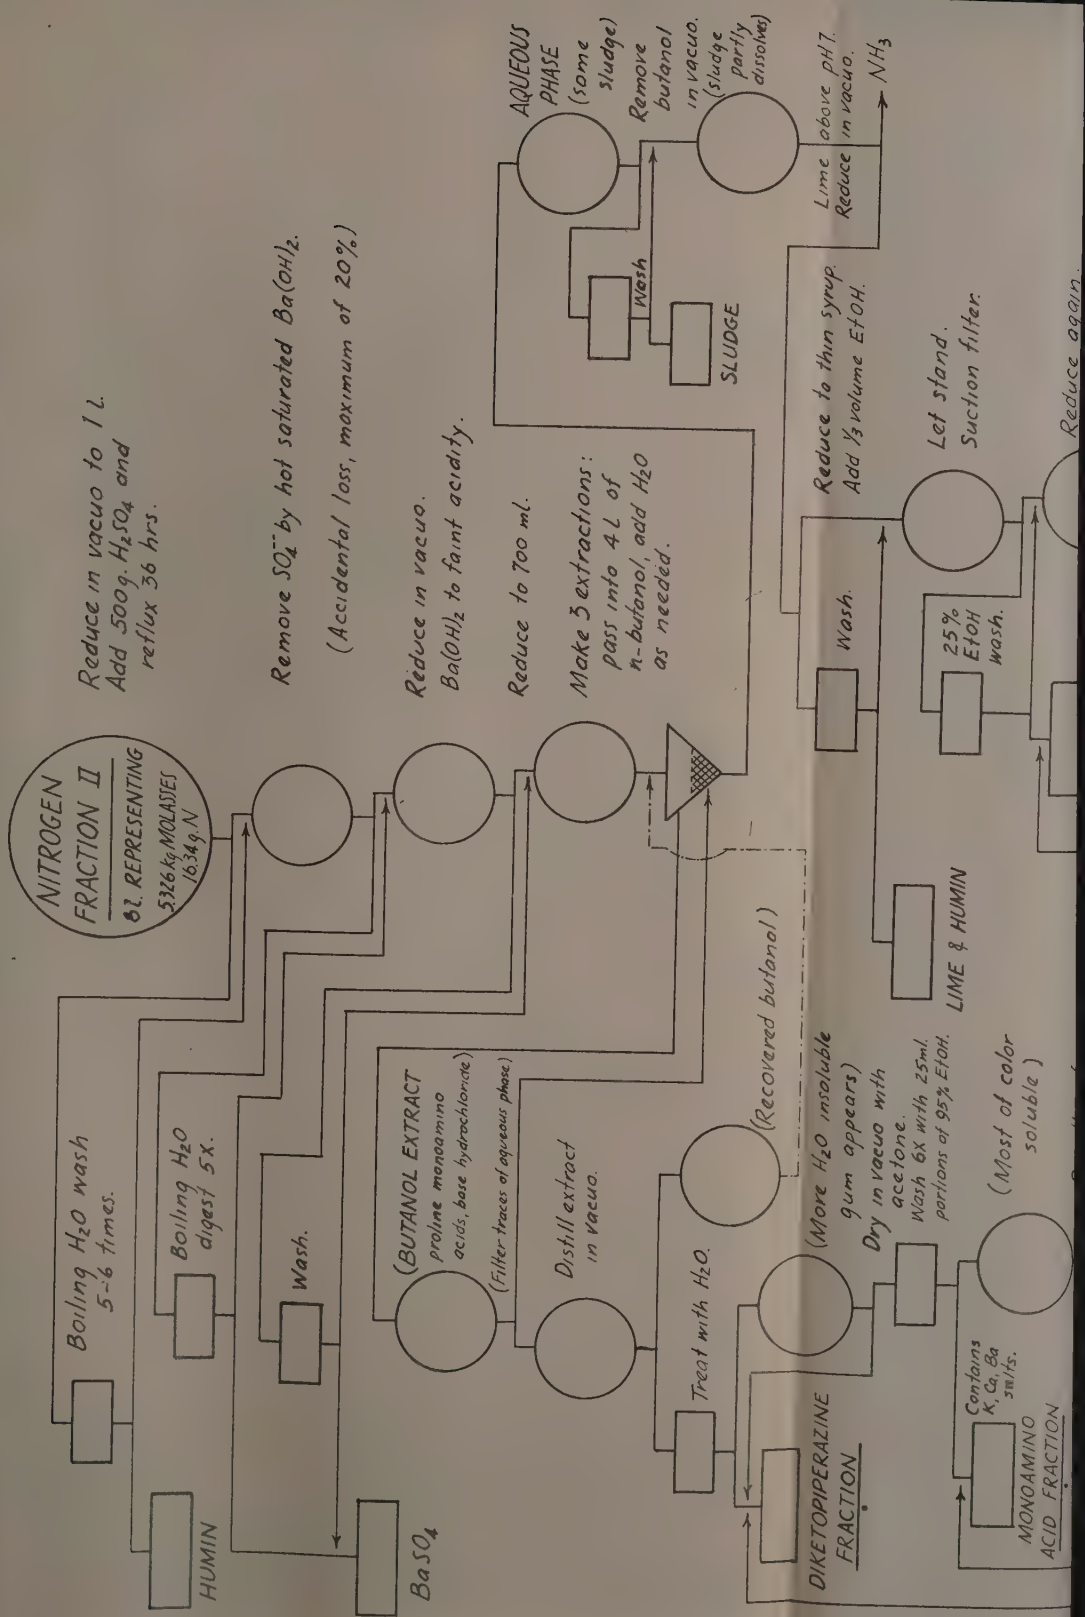 NITROGEN
FRACTION II
8 l. REPRESENTING
5.326 Kg MOLASSES
16.34 g. N
Reduce in vacuo to 1 l.
Add 500g. H₂SO₄ and
reflux 36 hrs.
Boiling H₂O wash
5-6 times.
HUMIN
Remove SO₄⁻⁻ by hot saturated Ba(OH)₂.
(Accidental loss, maximum of 20%)
Boiling H₂O
digest 5x.
Reduce in vacuo.
Ba(OH)₂ to faint acidity.
Wash.
BaSO₄
Reduce to 700 ml.
Make 3 extractions:
pass into 4 L of
n-butanol, add H₂O
as needed.
(BUTANOL EXTRACT
proline monoamino
acids, base hydrochloride)
(Filter traces of aqueous phase)
Distill extract
in vacuo.
(Recovered butanol)
Treat with H₂O.
DIKETOPIPERAZINE
FRACTION
(More H₂O insoluble
gum appears)
Dry in vacuo with
acetone.
Wash 6x with 25ml.
portions of 95% EtOH.
Contains
K, Ca, Ba
salts.
MONOAMINO
ACID FRACTION
(Most of color
soluble)
AQUEOUS
PHASE
(some
sludge)
Remove
butanol
in vacuo.
(sludge
partly
dissolves)
Wash
SLUDGE
Lime above pH7.
Reduce in vacuo.
NH₃
Wash.
LIME & HUMIN
Reduce to thin syrup.
Add ⅓ volume EtOH.
Let stand.
Suction filter.
25%
EtOH
wash.
Reduce again.